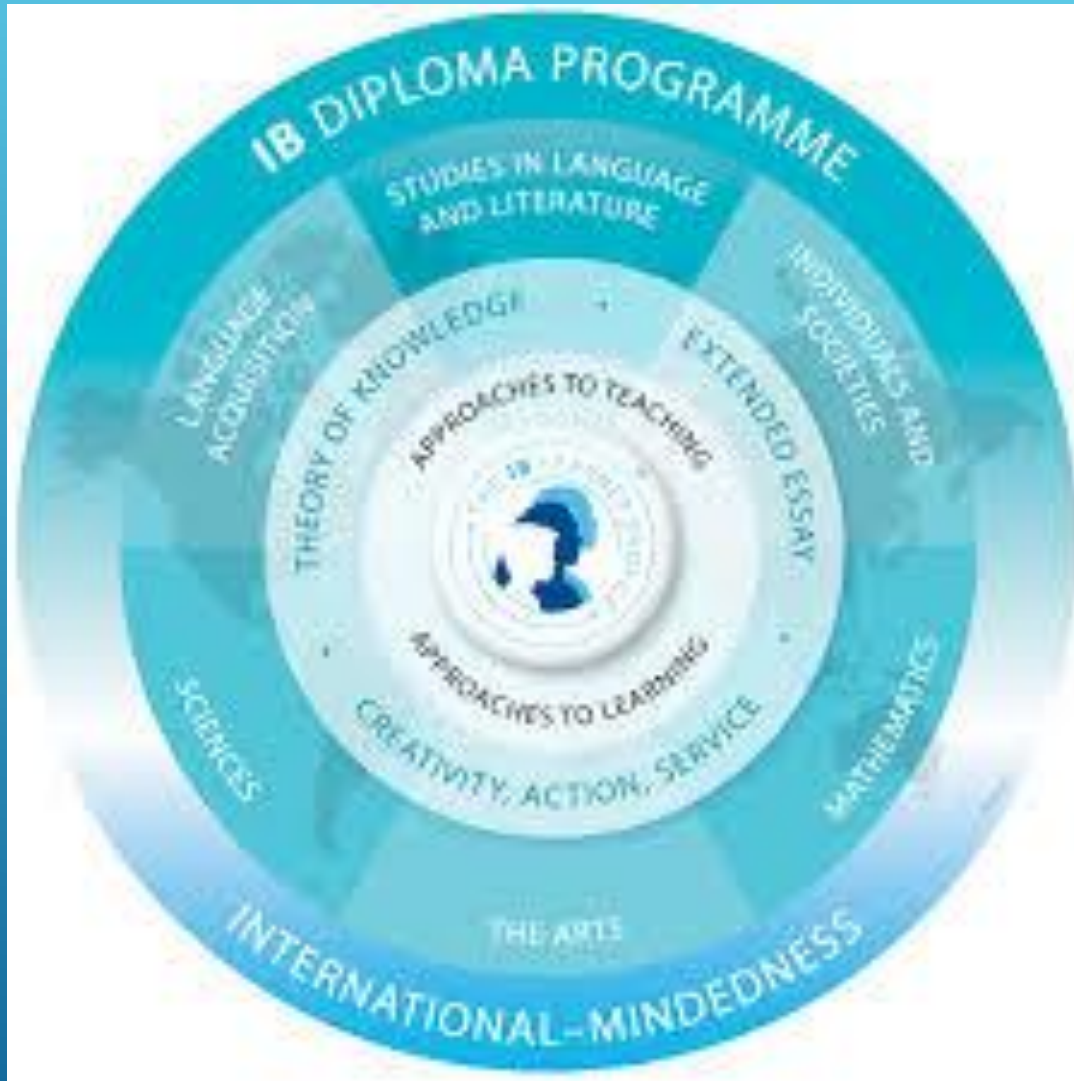 IB DIPLOMA PROGRAMME
STUDIES IN LANGUAGE
AND LITERATURE
LANGUAGE
ACQUISITION
INDIVIDUALS AND
SOCIETIES
THEORY OF KNOWLEDGE
EXTENDED ESSAY
APPROACHES TO TEACHING
IB
APPROACHES TO LEARNING
CREATIVITY, ACTION, SERVICE
SCIENCES
MATHEMATICS
THE ARTS
INTERNATIONAL-MINDEDNESS